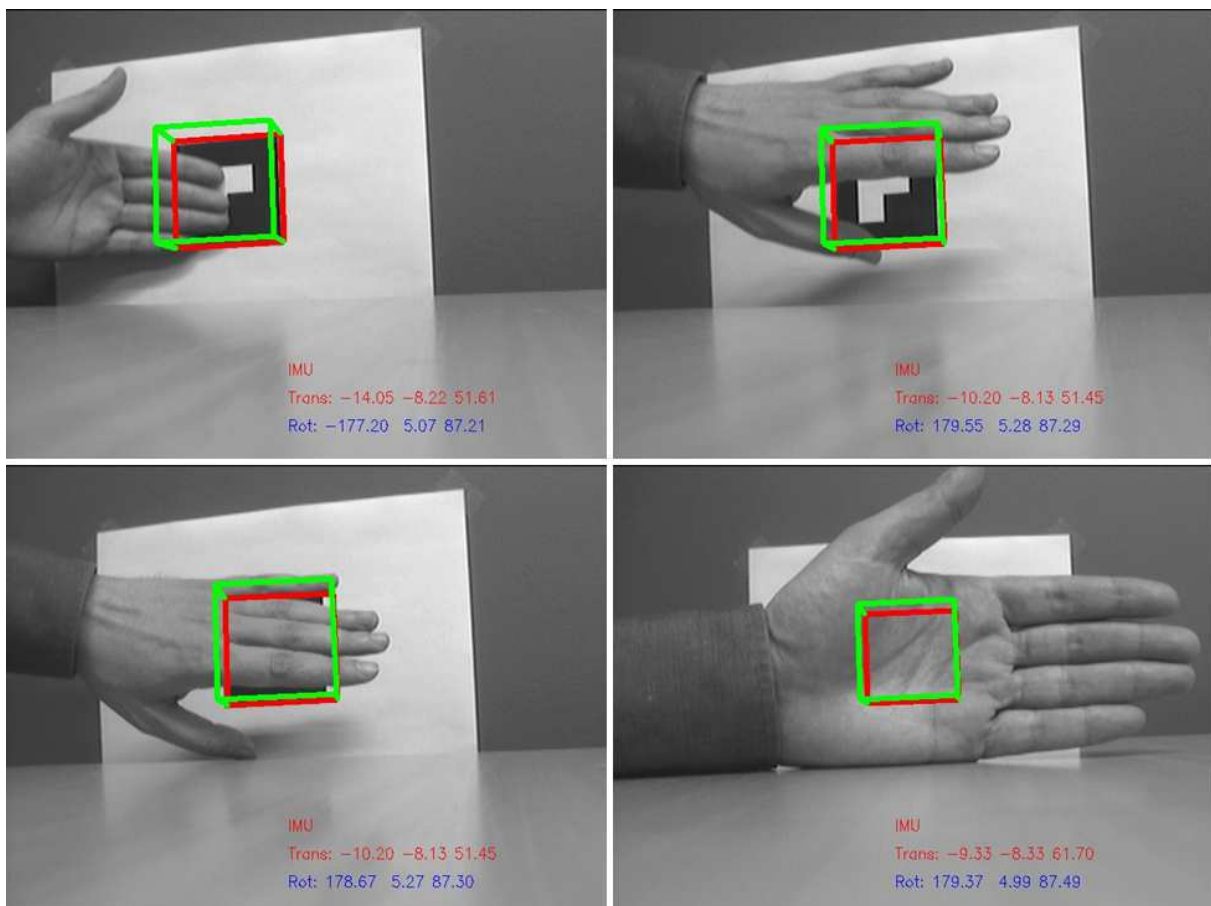 IMU
Trans: −14.05 −8.22 51.61
Rot: −177.20 5.07 87.21
IMU
Trans: −10.20 −8.13 51.45
Rot: 179.55 5.28 87.29
IMU
Trans: −10.20 −8.13 51.45
Rot: 178.67 5.27 87.30
IMU
Trans: −9.33 −8.33 61.70
Rot: 179.37 4.99 87.49